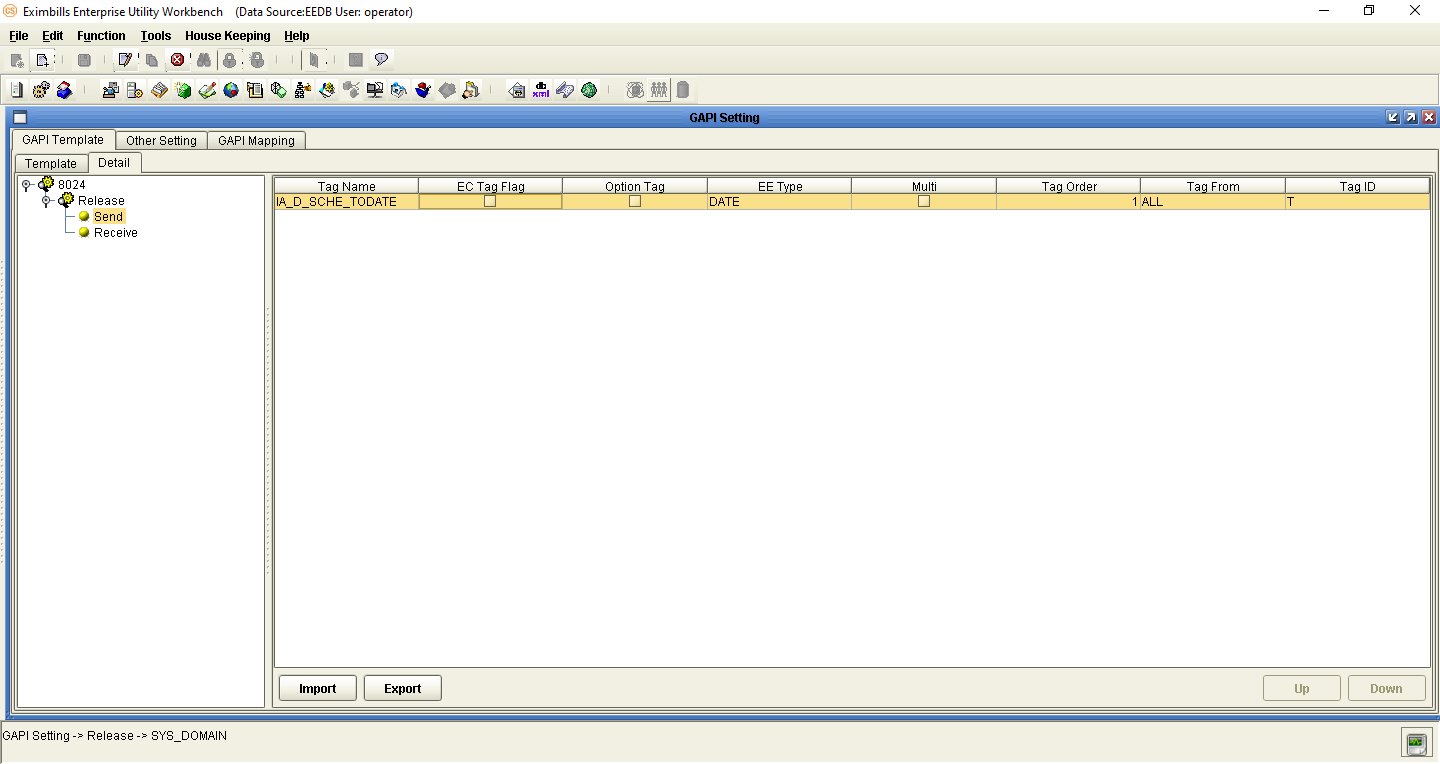 CS Eximbills Enterprise Utility Workbench (Data Source:EEDB User: operator)
File Edit Function Tools House Keeping Help
do
xml
GAPI Setting
GAPI Template Other Setting GAPI Mapping
Template Detail
8024
Release
Send
Receive
Tag Name EC Tag Flag Option Tag EE Type Multi Tag Order Tag From Tag ID
IA_D_SCHE_TODATE DATE 1 ALL T
Import Export Up Down
GAPI Setting -> Release -> SYS_DOMAIN